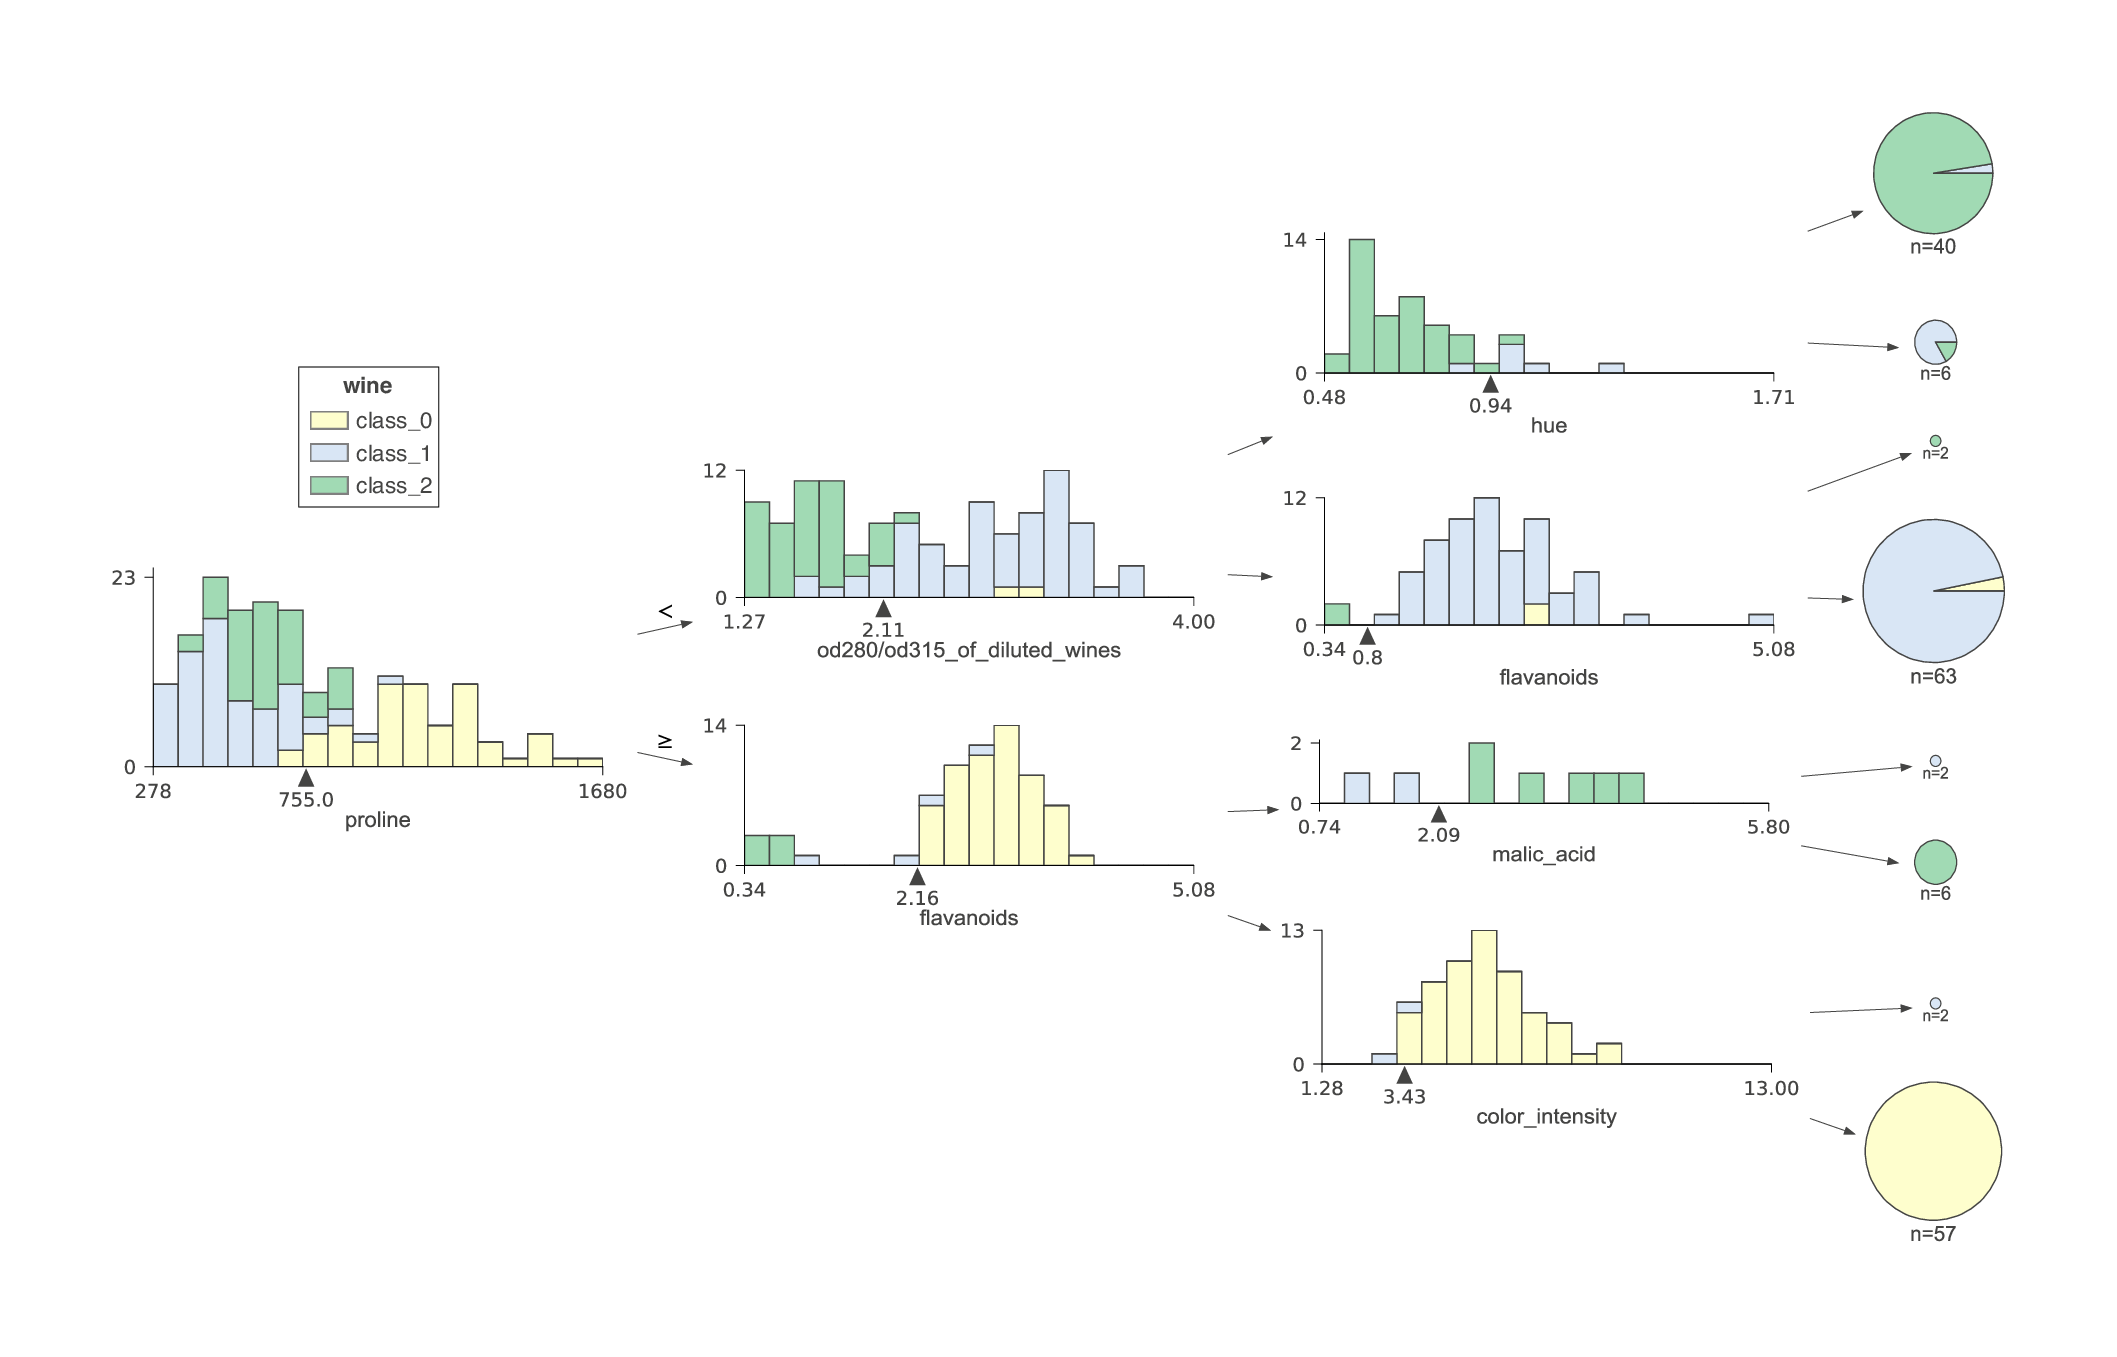 wine
class_0
class_1
class_2
23
0
278
755.0
1680
proline
<
≥
12
0
1.27
2.11
4.00
od280/od315_of_diluted_wines
14
0
0.34
2.16
5.08
flavanoids
14
0
0.48
0.94
1.71
hue
12
0
0.34
0.8
5.08
flavanoids
2
0
0.74
2.09
5.80
malic_acid
13
0
1.28
3.43
13.00
color_intensity
n=40
n=6
n=2
n=63
n=2
n=6
n=2
n=57